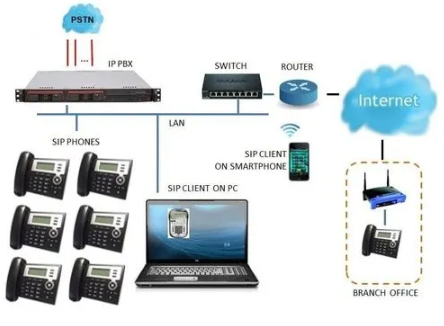 PSTN
...
IP PBX
SWITCH
ROUTER
Internet
LAN
SIP PHONES
SIP CLIENT
ON SMARTPHONE
SIP CLIENT ON PC
BRANCH OFFICE